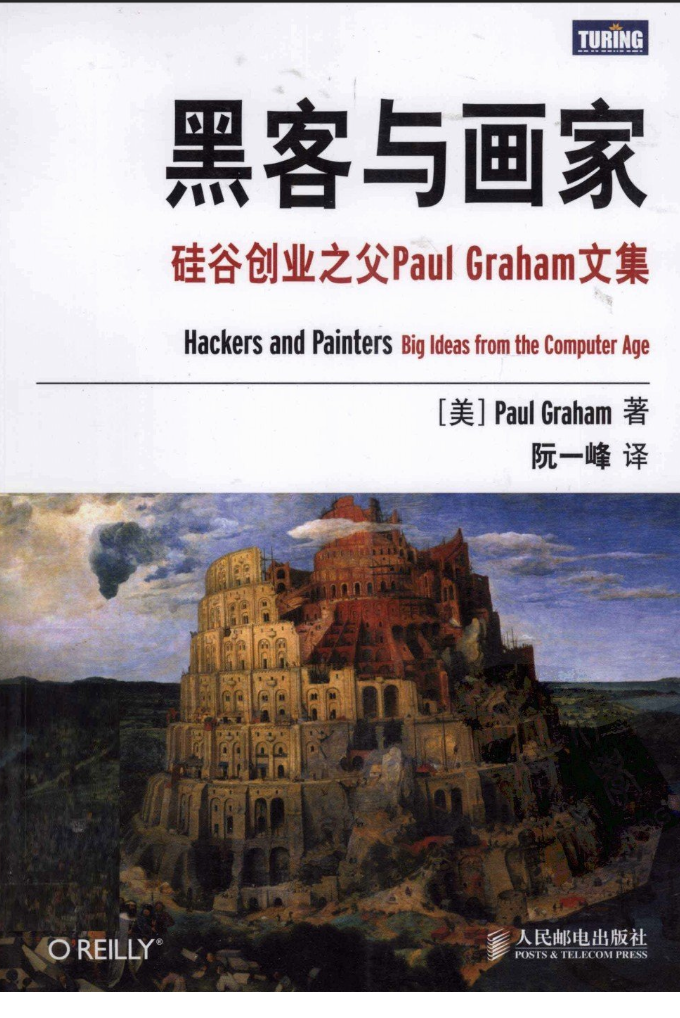 TURING
黑客与画家
硅谷创业之父Paul Graham文集
Hackers and Painters Big Ideas from the Computer Age
[美] Paul Graham 著
阮一峰 译
O REILLY®
人民邮电出版社
POSTS & TELECOM PRESS